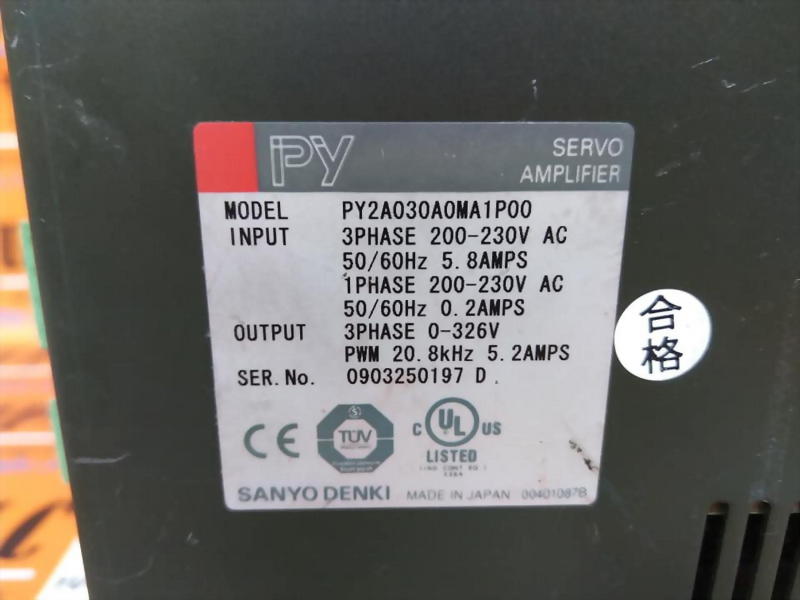 PY
SERVO
AMPLIFIER
MODEL PY2A030A0MA1P00
INPUT 3PHASE 200-230V AC
50/60Hz 5.8AMPS
1PHASE 200-230V AC
50/60Hz 0.2AMPS
OUTPUT 3PHASE 0-326V
PWM 20.8kHz 5.2AMPS
SER.No. 0903250197 D
合格
CE
TÜV
C UL US
LISTED
SANYO DENKI MADE IN JAPAN 00401087B